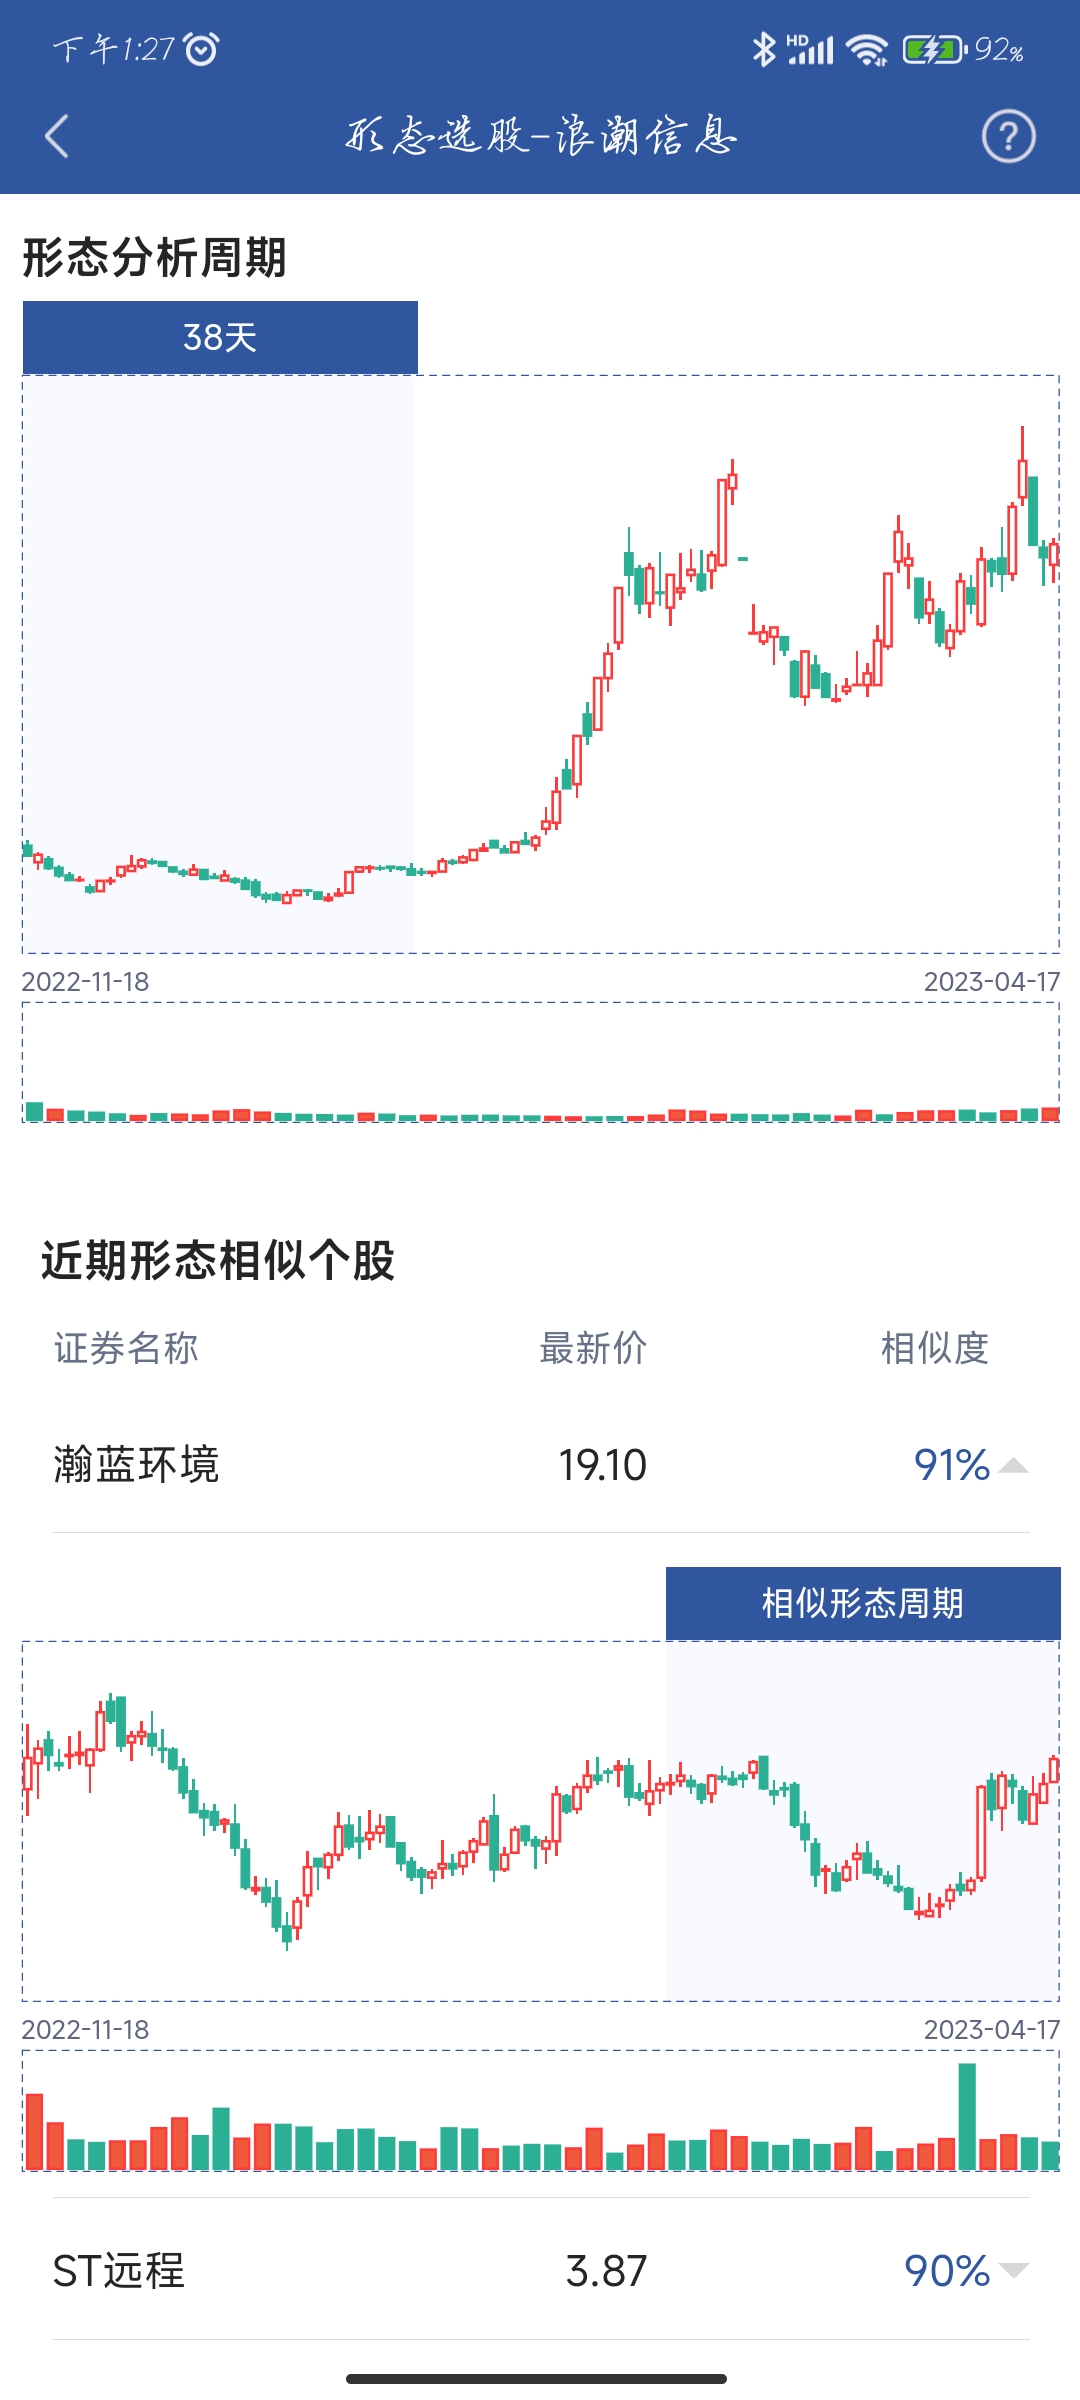 下午1:27 HD 92%
形态选股-浪潮信息 ?
形态分析周期
38天
2022-11-18 2023-04-17
近期形态相似个股
证券名称 最新价 相似度
瀚蓝环境 19.10 91%
相似形态周期
2022-11-18 2023-04-17
ST远程 3.87 90%